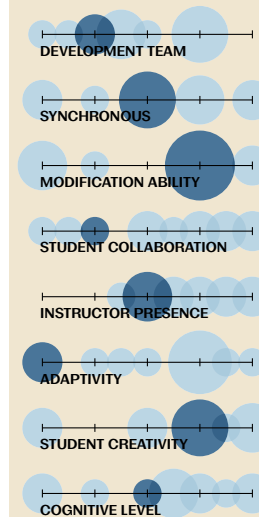 DEVELOPMENT TEAM
SYNCHRONOUS
MODIFICATION ABILITY
STUDENT COLLABORATION
INSTRUCTOR PRESENCE
ADAPTIVITY
STUDENT CREATIVITY
COGNITIVE LEVEL